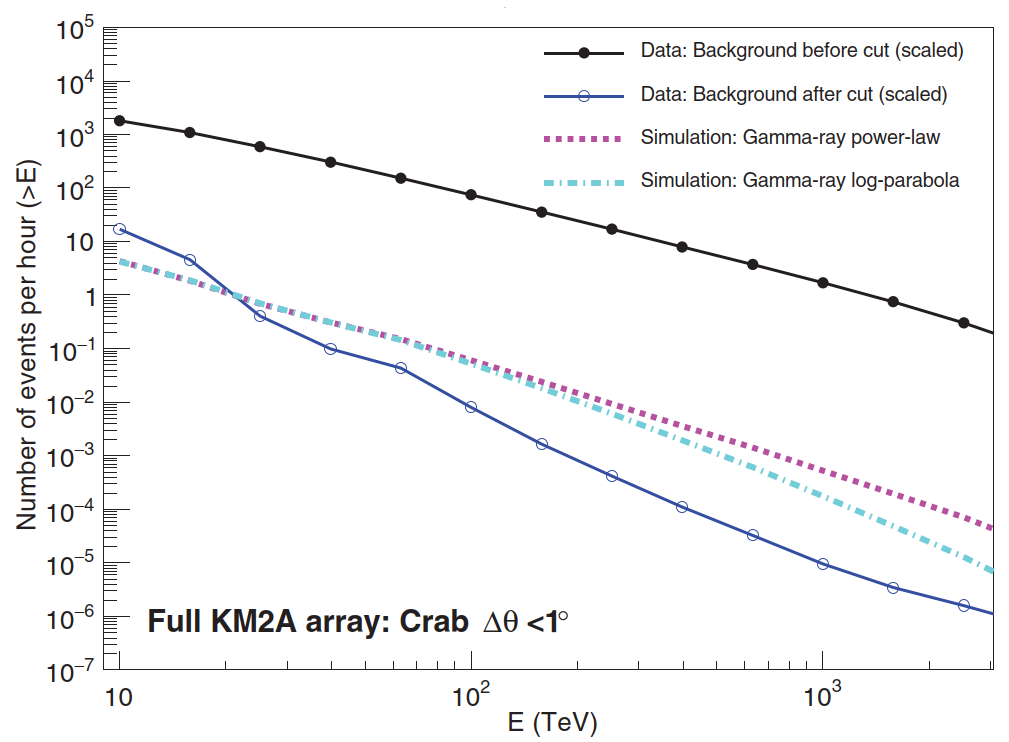 10^5
Data: Background before cut (scaled)
10^4
Data: Background after cut (scaled)
10^3
Simulation: Gamma-ray power-law
10^2
Simulation: Gamma-ray log-parabola
10
1
10^−1
10^−2
10^−3
10^−4
10^−5
10^−6
10^−7
Number of events per hour (>E)
Full KM2A array: Crab Δθ <1°
10
10^2
10^3
E (TeV)